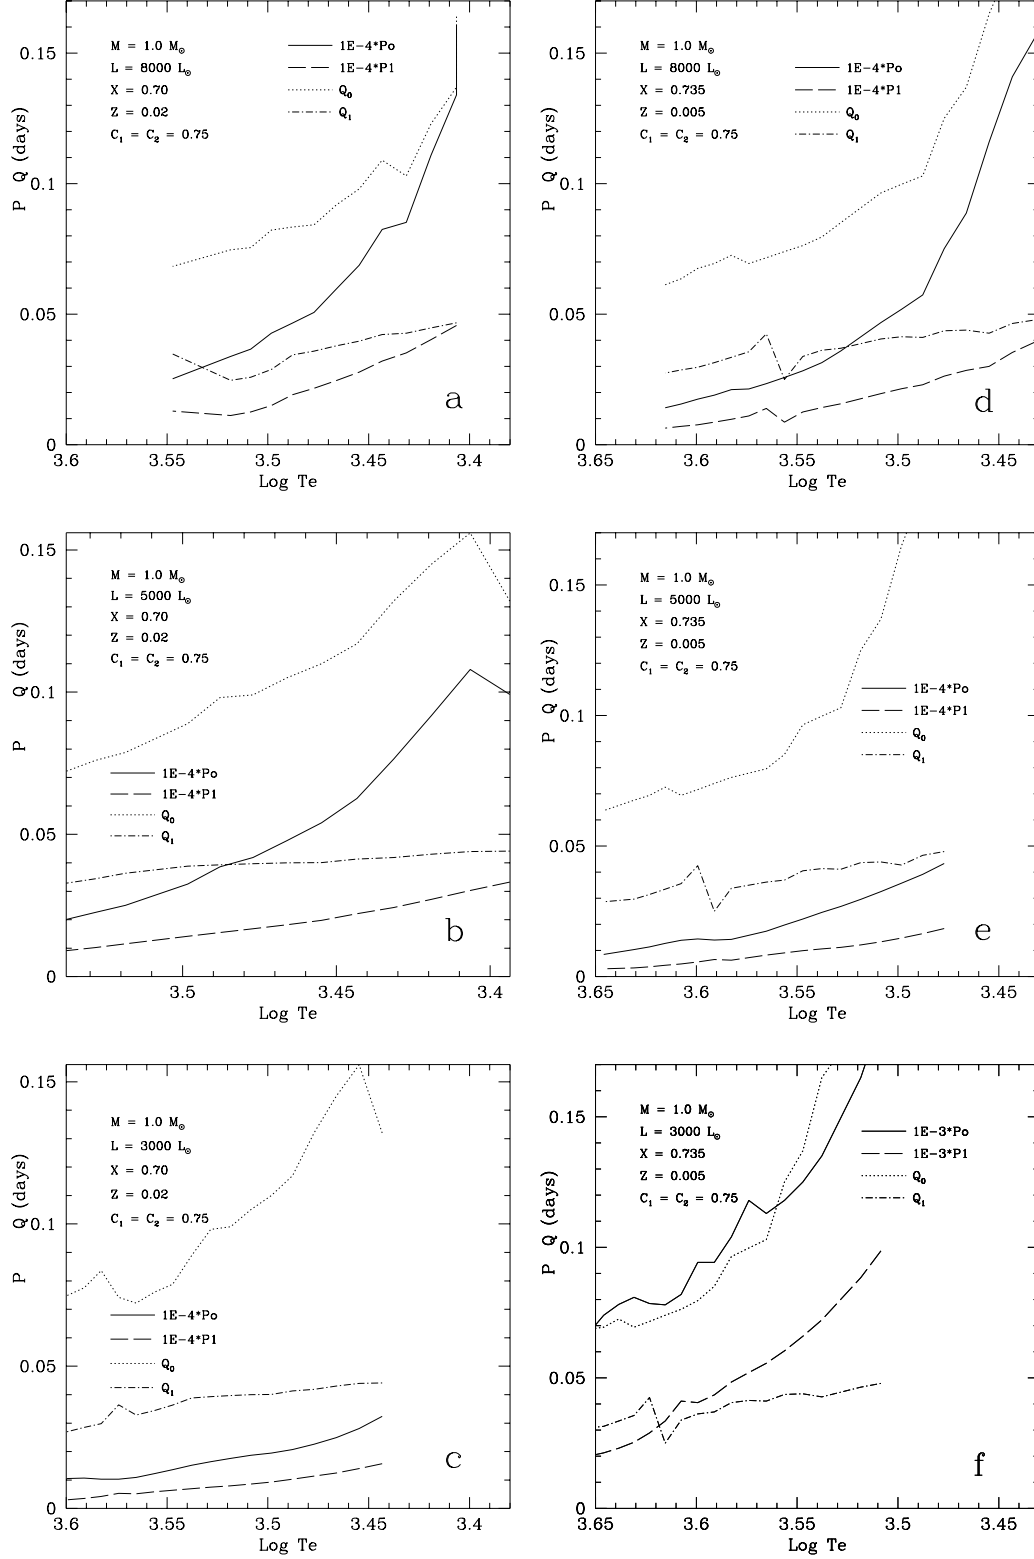 0.15
0.1
0.05
0
P Q (days)
M = 1.0 M⊙
L = 8000 L⊙
X = 0.70
Z = 0.02
C₁ = C₂ = 0.75
1E-4*Po
1E-4*P1
Q₀
Q₁
a
3.6 3.55 3.5 3.45 3.4
Log Te
0.15
0.1
0.05
0
P Q (days)
M = 1.0 M⊙
L = 8000 L⊙
X = 0.735
Z = 0.005
C₁ = C₂ = 0.75
1E-4*Po
1E-4*P1
Q₀
Q₁
d
3.65 3.6 3.55 3.5 3.45
Log Te
0.15
0.1
0.05
0
P Q (days)
M = 1.0 M⊙
L = 5000 L⊙
X = 0.70
Z = 0.02
C₁ = C₂ = 0.75
1E-4*Po
1E-4*P1
Q₀
Q₁
b
3.5 3.45 3.4
Log Te
0.15
0.1
0.05
0
P Q (days)
M = 1.0 M⊙
L = 5000 L⊙
X = 0.735
Z = 0.005
C₁ = C₂ = 0.75
1E-4*Po
1E-4*P1
Q₀
Q₁
e
3.65 3.6 3.55 3.5 3.45
Log Te
0.15
0.1
0.05
0
P Q (days)
M = 1.0 M⊙
L = 3000 L⊙
X = 0.70
Z = 0.02
C₁ = C₂ = 0.75
1E-4*Po
1E-4*P1
Q₀
Q₁
c
3.6 3.55 3.5 3.45 3.4
Log Te
0.15
0.1
0.05
0
P Q (days)
M = 1.0 M⊙
L = 3000 L⊙
X = 0.735
Z = 0.005
C₁ = C₂ = 0.75
1E-3*Po
1E-3*P1
Q₀
Q₁
f
3.65 3.6 3.55 3.5 3.45
Log Te